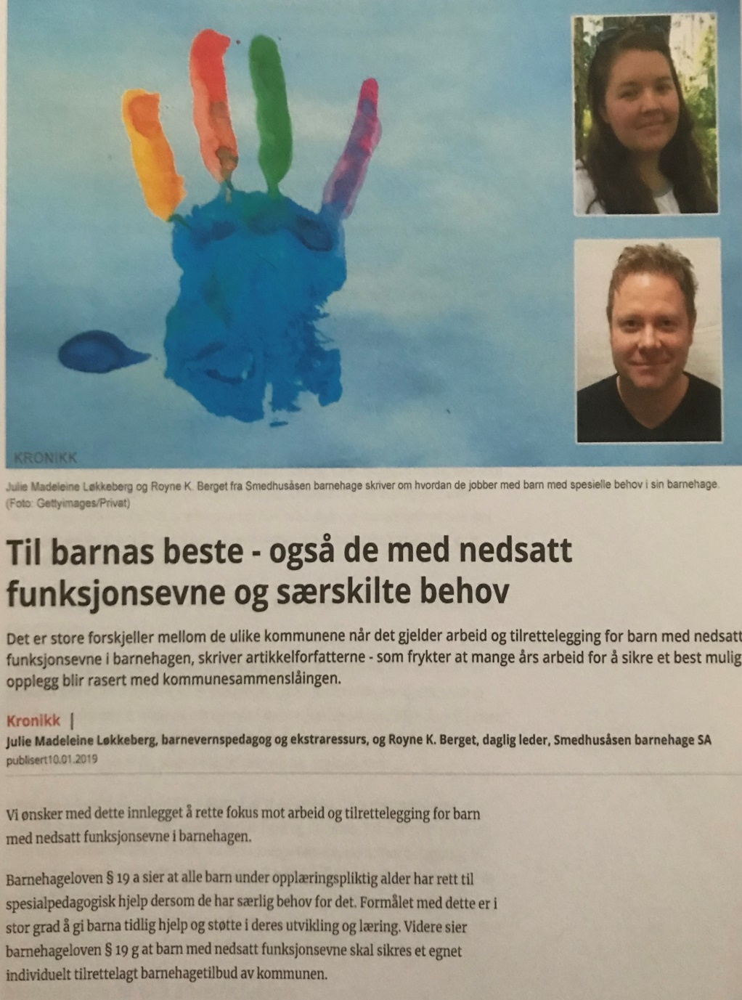 KRONIKK
Julie Madeleine Løkkeberg og Royne K. Berget fra Smedhusåsen barnehage skriver om hvordan de jobber med barn med spesielle behov i sin barnehage.
(Foto: Gettyimages/Privat)
Til barnas beste - også de med nedsatt
funksjonsevne og særskilte behov
Det er store forskjeller mellom de ulike kommunene når det gjelder arbeid og tilrettelegging for barn med nedsatt
funksjonsevne i barnehagen, skriver artikkelforfatterne - som frykter at mange års arbeid for å sikre et best mulig
opplegg blir rasert med kommunesammenslåingen.
Kronikk |
Julie Madeleine Løkkeberg, barnevernspedagog og ekstraressurs, og Royne K. Berget, daglig leder, Smedhusåsen barnehage SA
publisert10.01.2019
Vi ønsker med dette innlegget å rette fokus mot arbeid og tilrettelegging for barn
med nedsatt funksjonsevne i barnehagen.
Barnehageloven § 19 a sier at alle barn under opplæringspliktig alder har rett til
spesialpedagogisk hjelp dersom de har særlig behov for det. Formålet med dette er i
stor grad å gi barna tidlig hjelp og støtte i deres utvikling og læring. Videre sier
barnehageloven § 19 g at barn med nedsatt funksjonsevne skal sikres et egnet
individuelt tilrettelagt barnehagetilbud av kommunen.